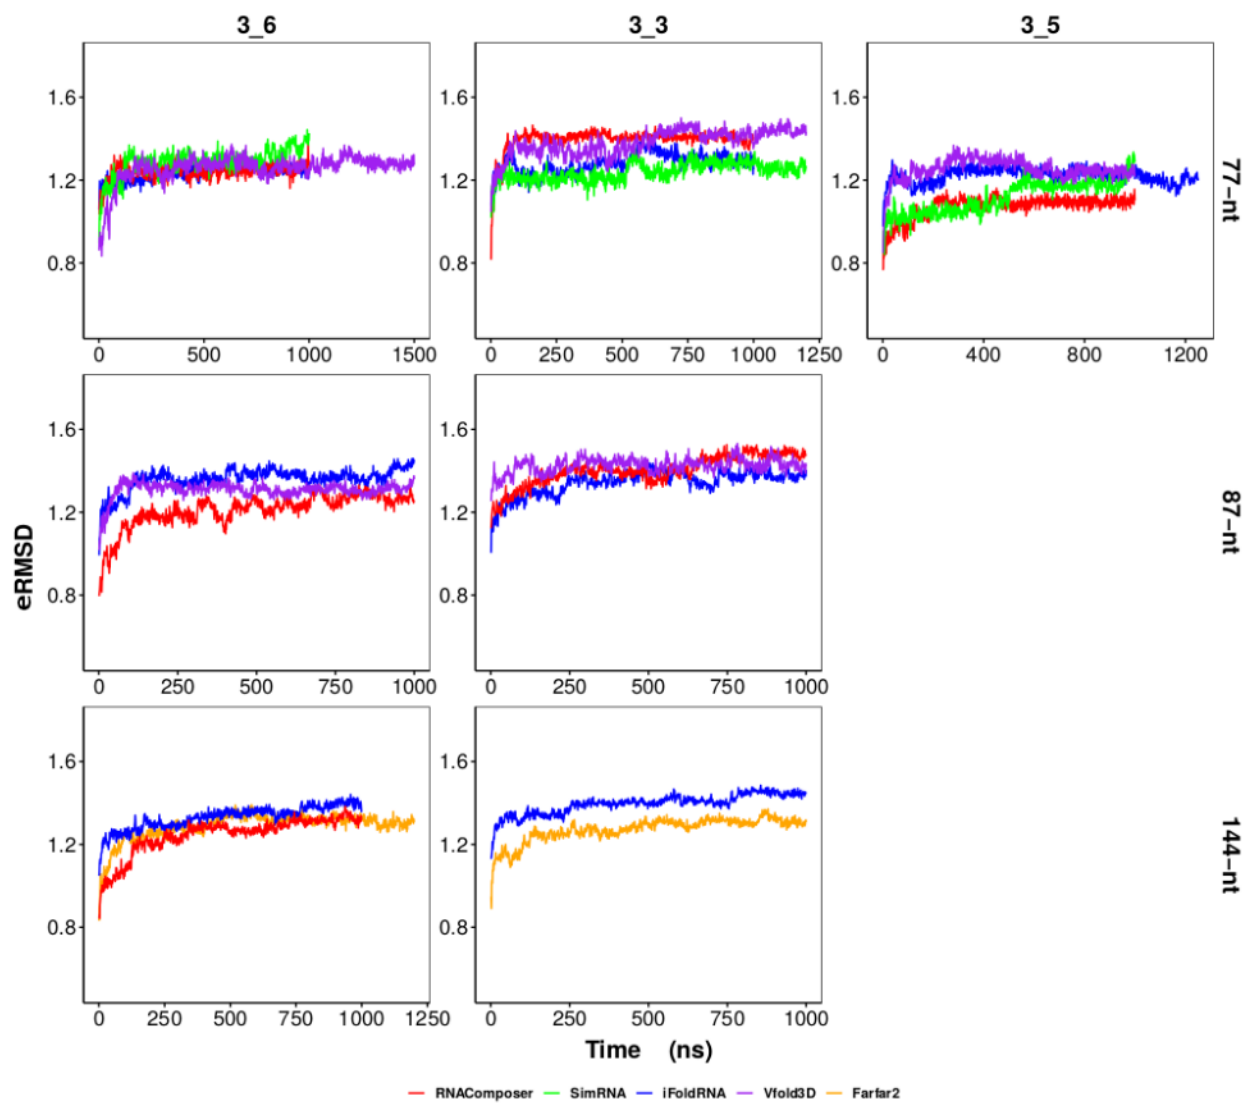 3_6 3_3 3_5
1.6 1.6 1.6
1.2 1.2 1.2
0.8 0.8 0.8
77-nt
0 500 1000 1500 0 250 500 750 1000 1250 0 400 800 1200
1.6 1.6
1.2 1.2
0.8 0.8
87-nt
eRMSD
0 250 500 750 1000 0 250 500 750 1000
1.6 1.6
1.2 1.2
0.8 0.8
144-nt
0 250 500 750 1000 1250 0 250 500 750 1000
Time (ns)
RNAComposer SimRNA iFoldRNA Vfold3D Farfar2